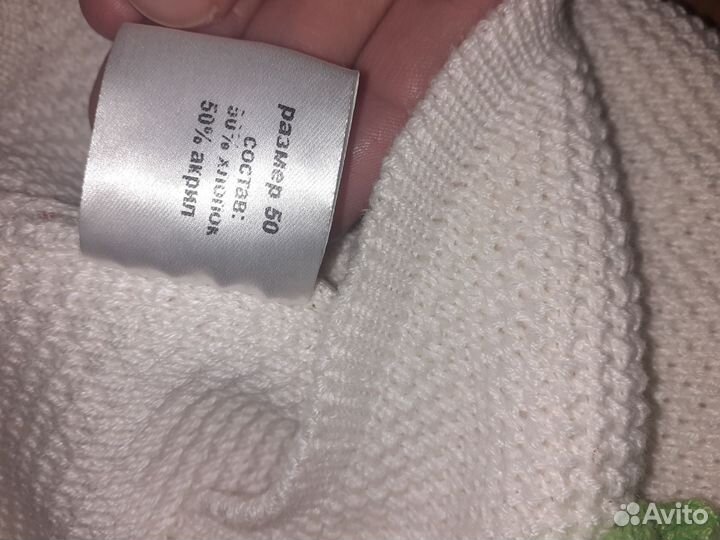 размер 50
состав:
50% хлопок
50% акрил
Avito